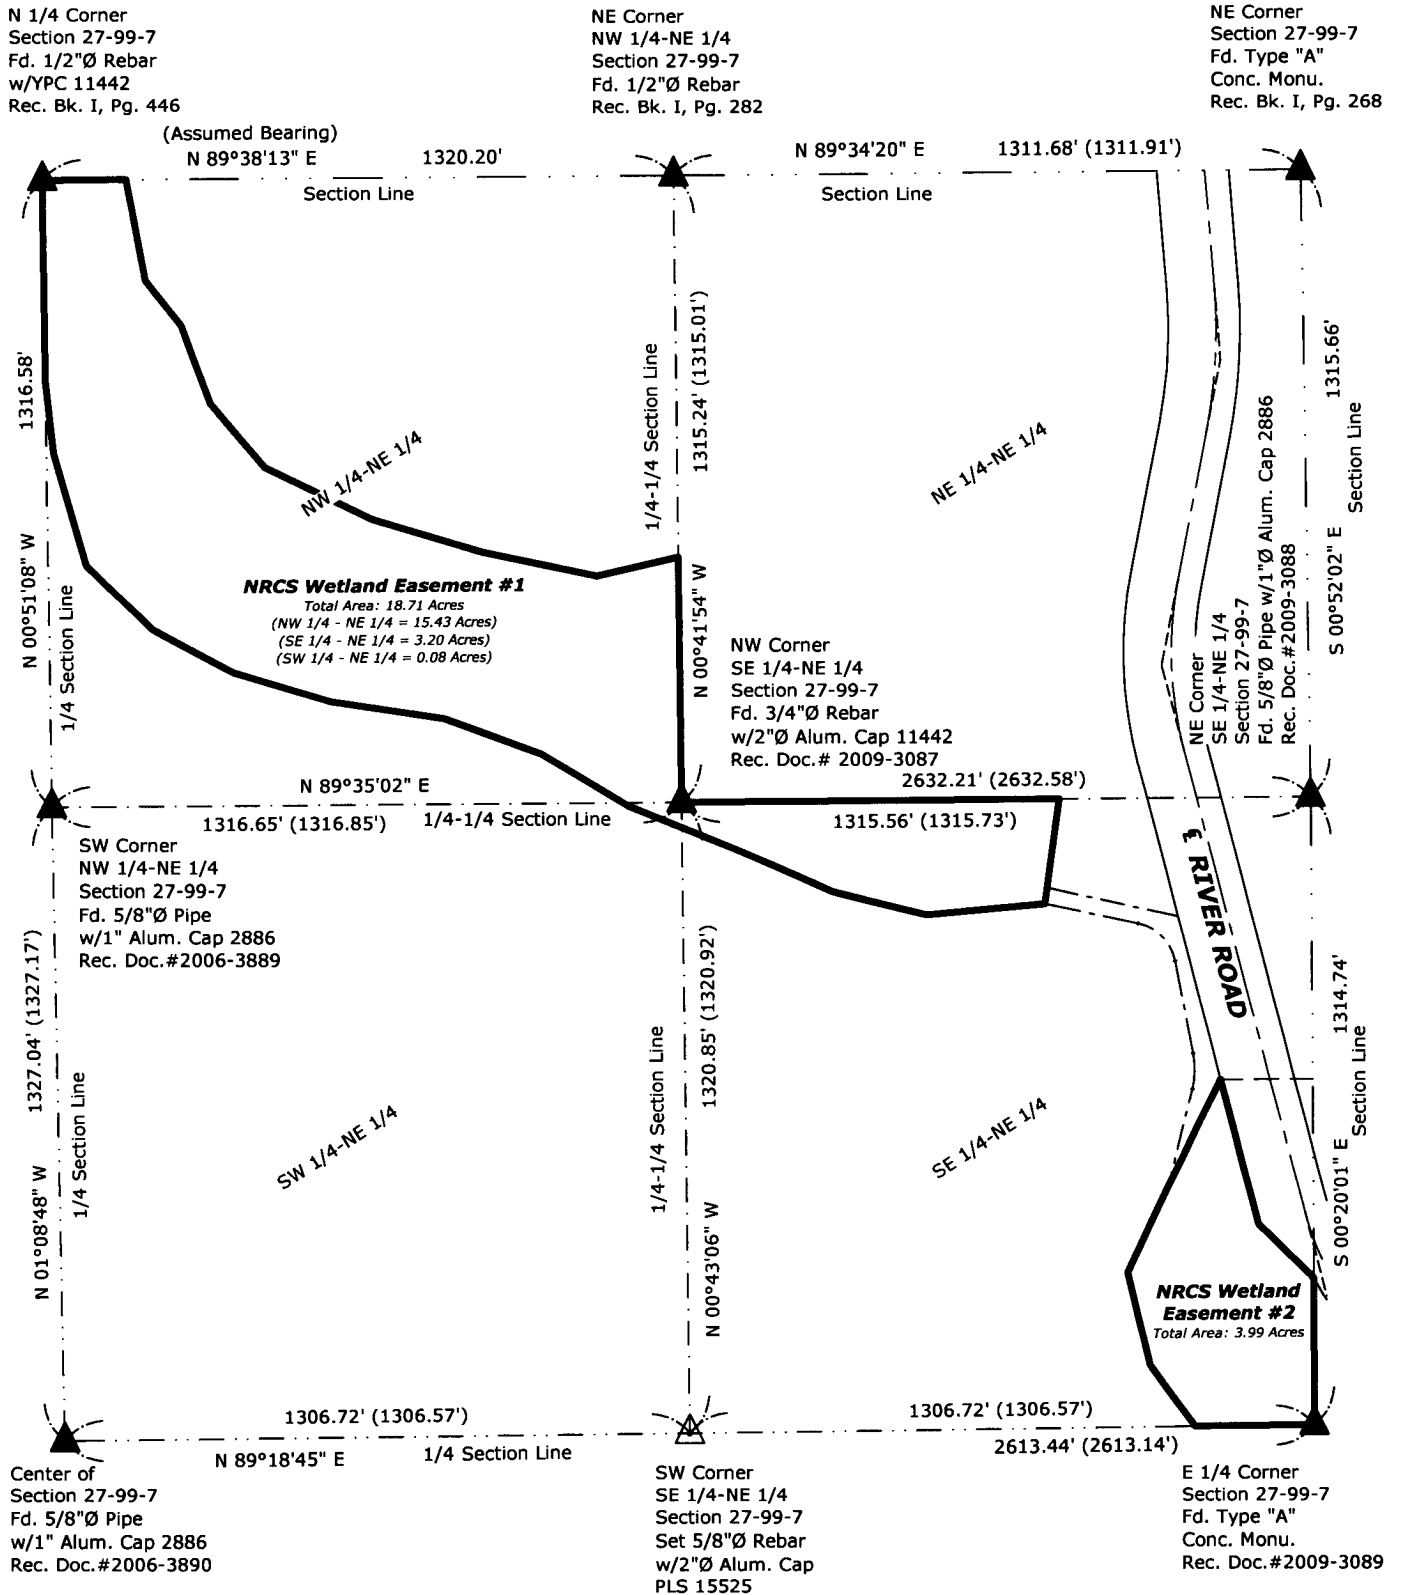 N 1/4 Corner
Section 27-99-7
Fd. 1/2"Ø Rebar
w/YPC 11442
Rec. Bk. I, Pg. 446
NE Corner
NW 1/4-NE 1/4
Section 27-99-7
Fd. 1/2"Ø Rebar
Rec. Bk. I, Pg. 282
NE Corner
Section 27-99-7
Fd. Type "A"
Conc. Monu.
Rec. Bk. I, Pg. 268
(Assumed Bearing)
N 89°38'13" E
1320.20'
Section Line
N 89°34'20" E
1311.68' (1311.91')
Section Line
1316.58'
N 00°51'08" W
1/4 Section Line
NW 1/4-NE 1/4
1/4-1/4 Section Line
1315.24' (1315.01')
N 00°41'54" W
NE 1/4-NE 1/4
1315.66'
Section Line
S 00°52'02" E
NRCS Wetland Easement #1
Total Area: 18.71 Acres
(NW 1/4 - NE 1/4 = 15.43 Acres)
(SE 1/4 - NE 1/4 = 3.20 Acres)
(SW 1/4 - NE 1/4 = 0.08 Acres)
NW Corner
SE 1/4-NE 1/4
Section 27-99-7
Fd. 3/4"Ø Rebar
w/2"Ø Alum. Cap 11442
Rec. Doc.# 2009-3087
NE Corner
SE 1/4-NE 1/4
Section 27-99-7
Fd. 5/8"Ø Pipe w/1"Ø Alum. Cap 2886
Rec. Doc.#2009-3088
N 89°35'02" E
2632.21' (2632.58')
1316.65' (1316.85')
1/4-1/4 Section Line
1315.56' (1315.73')
SW Corner
NW 1/4-NE 1/4
Section 27-99-7
Fd. 5/8"Ø Pipe
w/1" Alum. Cap 2886
Rec. Doc.#2006-3889
℄ RIVER ROAD
1327.04' (1327.17')
1/4 Section Line
N 01°08'48" W
SW 1/4-NE 1/4
1320.85' (1320.92')
1/4-1/4 Section Line
N 00°43'06" W
SE 1/4-NE 1/4
1314.74'
Section Line
S 00°20'01" E
NRCS Wetland
Easement #2
Total Area: 3.99 Acres
1306.72' (1306.57')
N 89°18'45" E
1/4 Section Line
1306.72' (1306.57')
2613.44' (2613.14')
Center of
Section 27-99-7
Fd. 5/8"Ø Pipe
w/1" Alum. Cap 2886
Rec. Doc.#2006-3890
SW Corner
SE 1/4-NE 1/4
Section 27-99-7
Set 5/8"Ø Rebar
w/2"Ø Alum. Cap
PLS 15525
E 1/4 Corner
Section 27-99-7
Fd. Type "A"
Conc. Monu.
Rec. Doc.#2009-3089